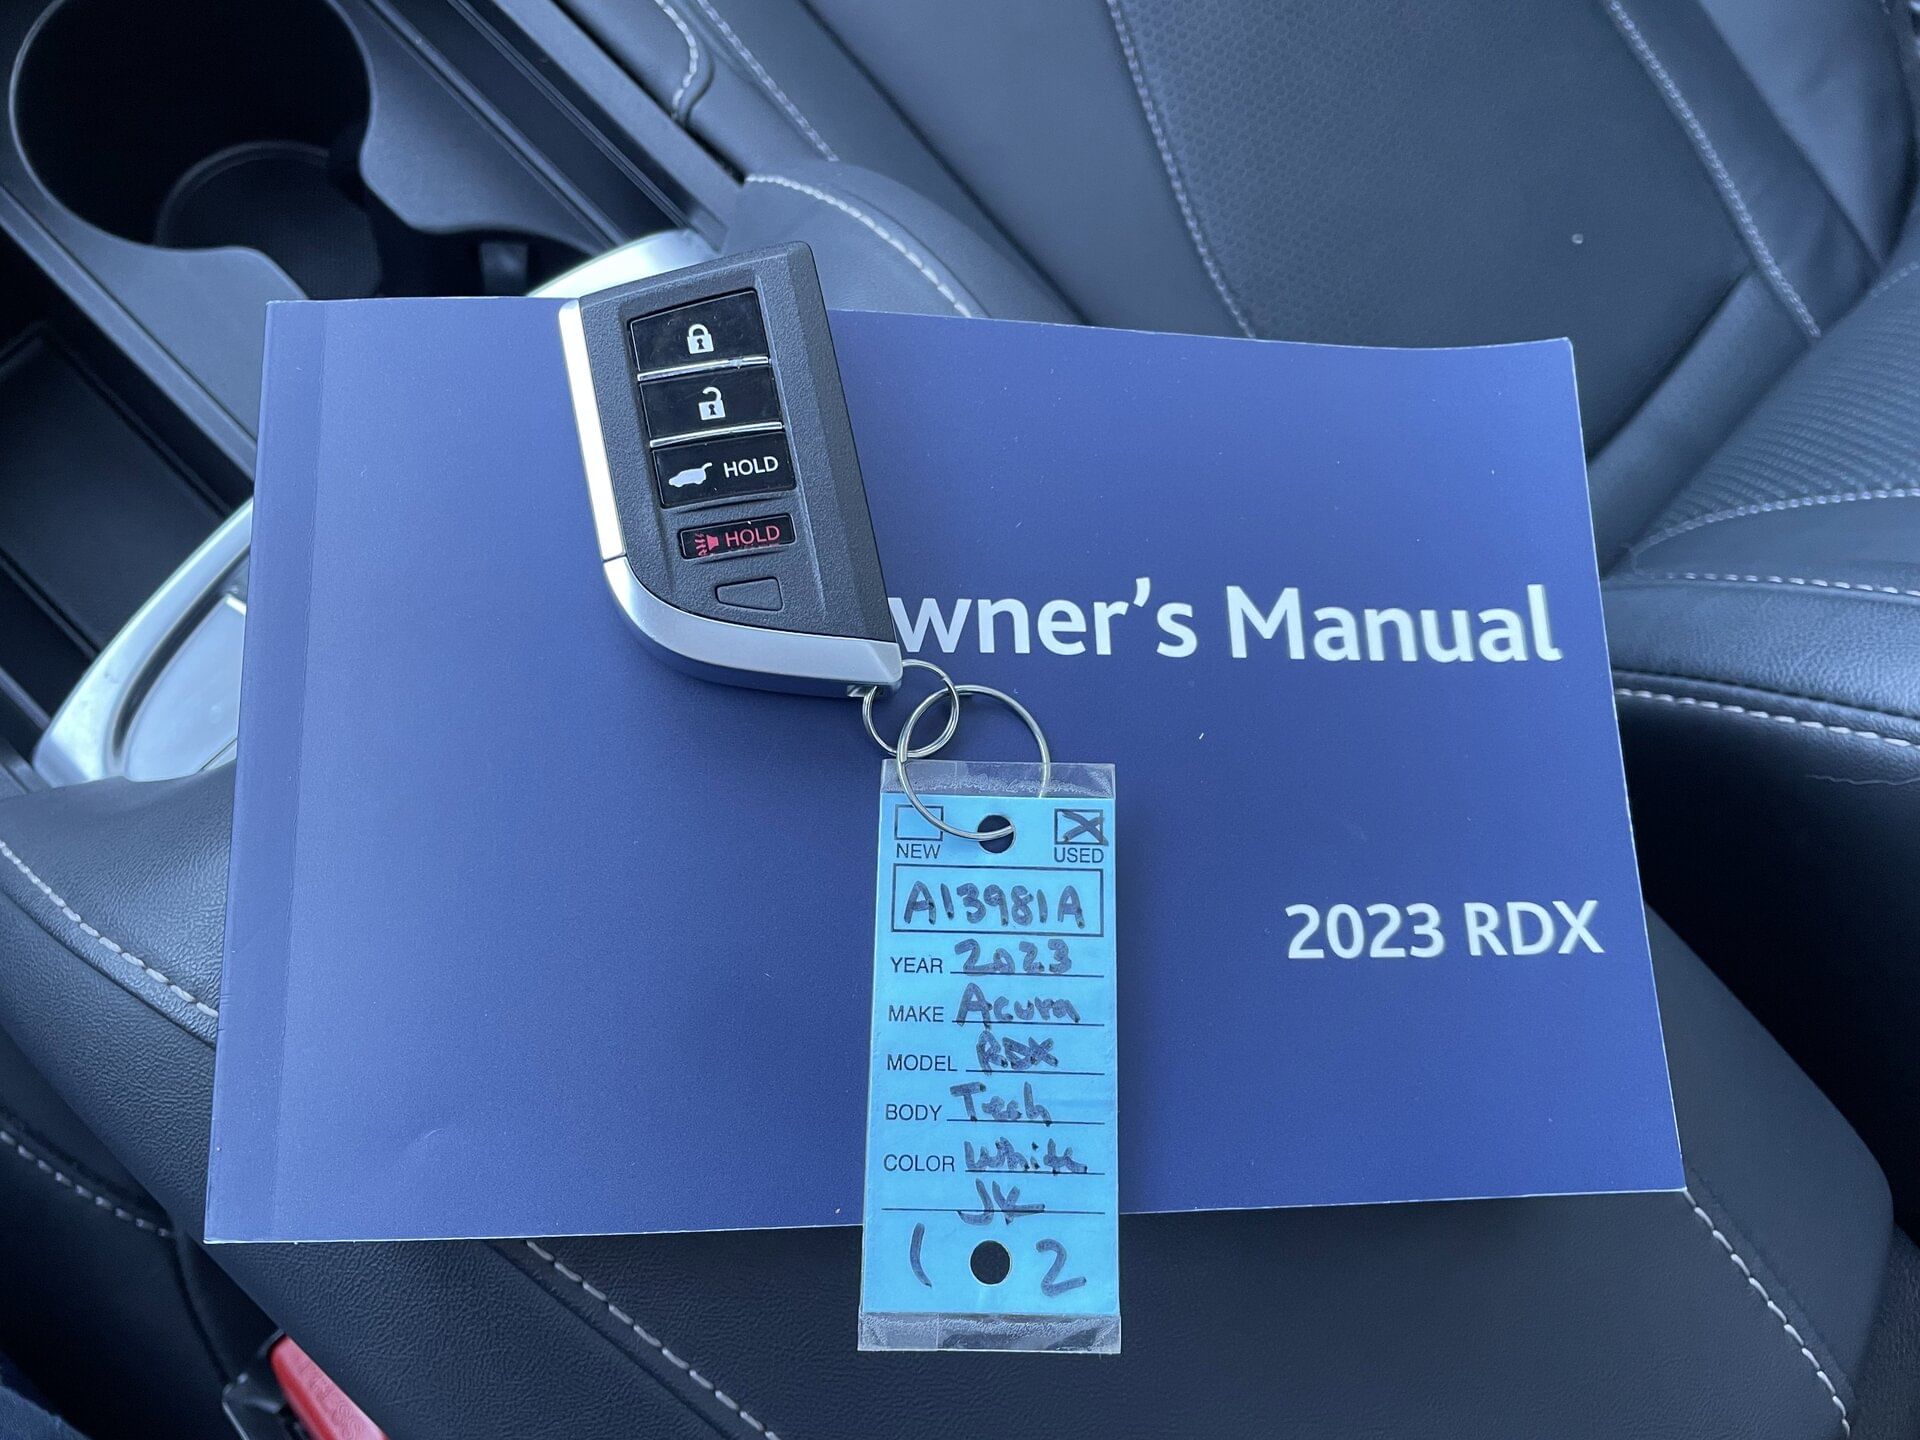 HOLD
HOLD
wner's Manual
2023 RDX
NEW USED
A13981A
YEAR 2023
MAKE Acura
MODEL RDX
BODY Tech
COLOR White
JK
1 2